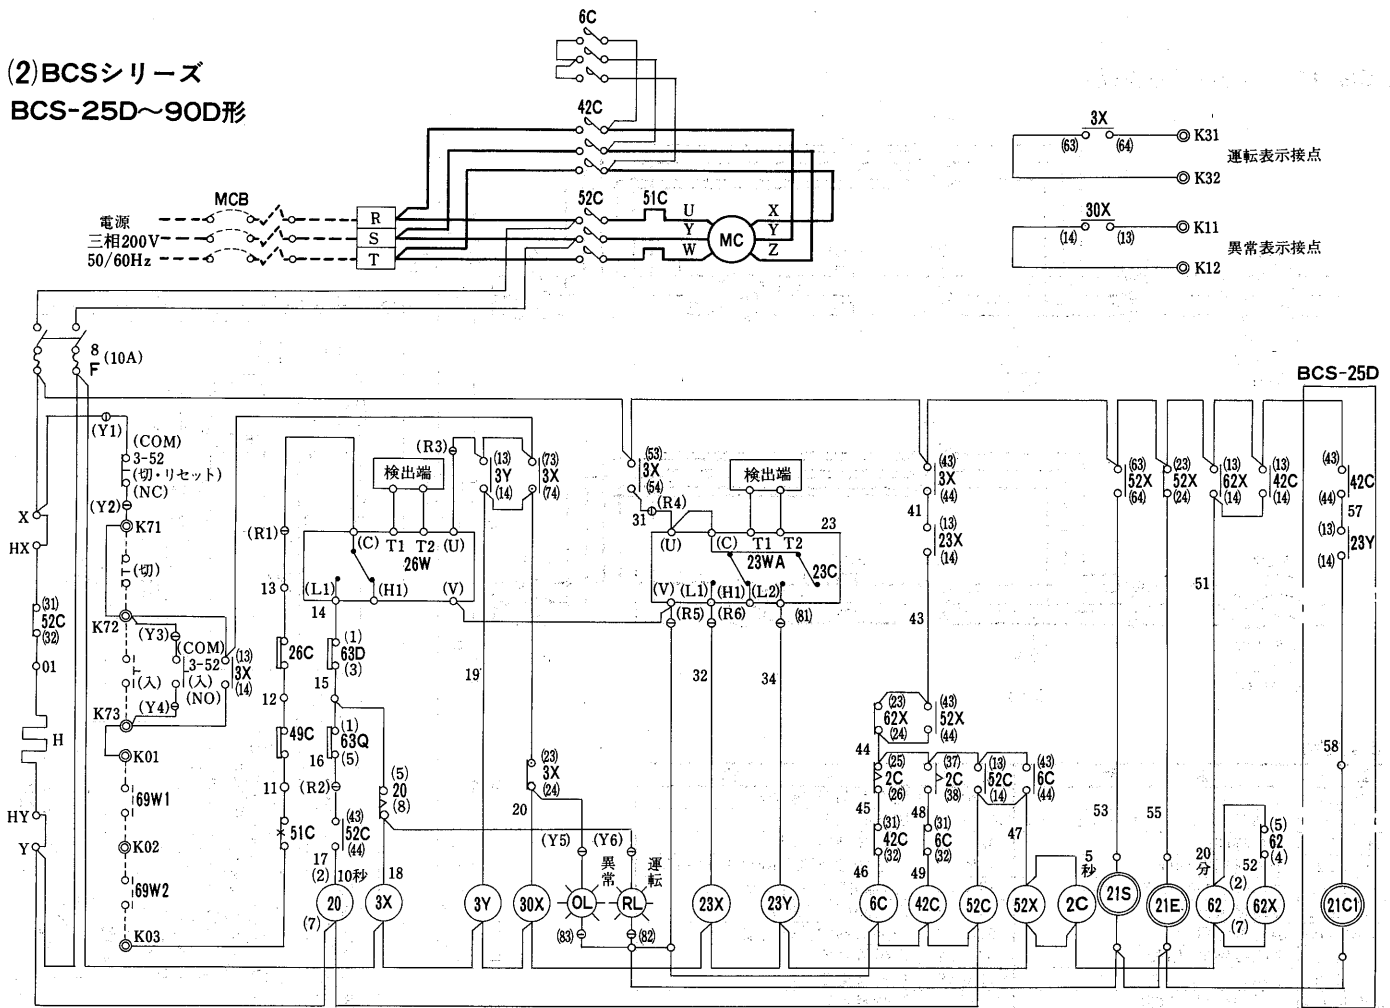 (2)BCSシリーズ
BCS-25D～90D形
6C
42C
MCB
電源
三相200V
50/60Hz
R
S
T
52C
51C
U
Y
W
MC
X
Y
Z
3X
(63)
(64)
K31
運転表示接点
K32
30X
(14)
(13)
K11
異常表示接点
K12
8
F
(10A)
BCS-25D
(Y1)
(COM)
3-52
(切・リセット)
(NC)
(Y2)
K71
(切)
X
HX
(31)
52C
(32)
01
H
HY
Y
K72
(Y3)
(COM)
3-52
(入)
(NO)
(入)
(Y4)
K73
(13)
3X
(14)
K01
69W1
K02
69W2
K03
(R1)
13
26C
12
49C
11
51C
検出端
(R3)
(C)
T1
T2
(U)
26W
(L1)
(H1)
(V)
14
(1)
63D
(3)
15
(1)
63Q
(5)
16
(R2)
(43)
52C
(44)
17
(2)
10秒
20
(7)
(5)
20
(8)
18
3X
(13)
3Y
(14)
19
3Y
(73)
3X
(74)
(23)
3X
(24)
20
30X
(Y5)
異常
OL
(83)
(Y6)
運転
RL
(82)
(53)
3X
(54)
31
(R4)
検出端
23
(U)
(C)
T1
T2
23WA
23C
(V)
(L1)
(H1)
(L2)
(R5)
(R6)
(81)
32
34
23X
23Y
(43)
3X
(44)
41
(13)
23X
(14)
43
(23)
62X
(24)
(43)
52X
(44)
44
(25)
2C
(26)
(37)
2C
(38)
(13)
52C
(14)
(43)
6C
(44)
45
(31)
42C
(32)
48
(31)
6C
(32)
47
46
49
6C
42C
52C
52X
5秒
2C
(63)
52X
(64)
53
21S
(23)
52X
(24)
55
21E
(13)
62X
(14)
(13)
42C
(14)
51
20分
(2)
62
(7)
(5)
62
(4)
52
62X
(43)
42C
(44)
57
(13)
23Y
(14)
58
21C1